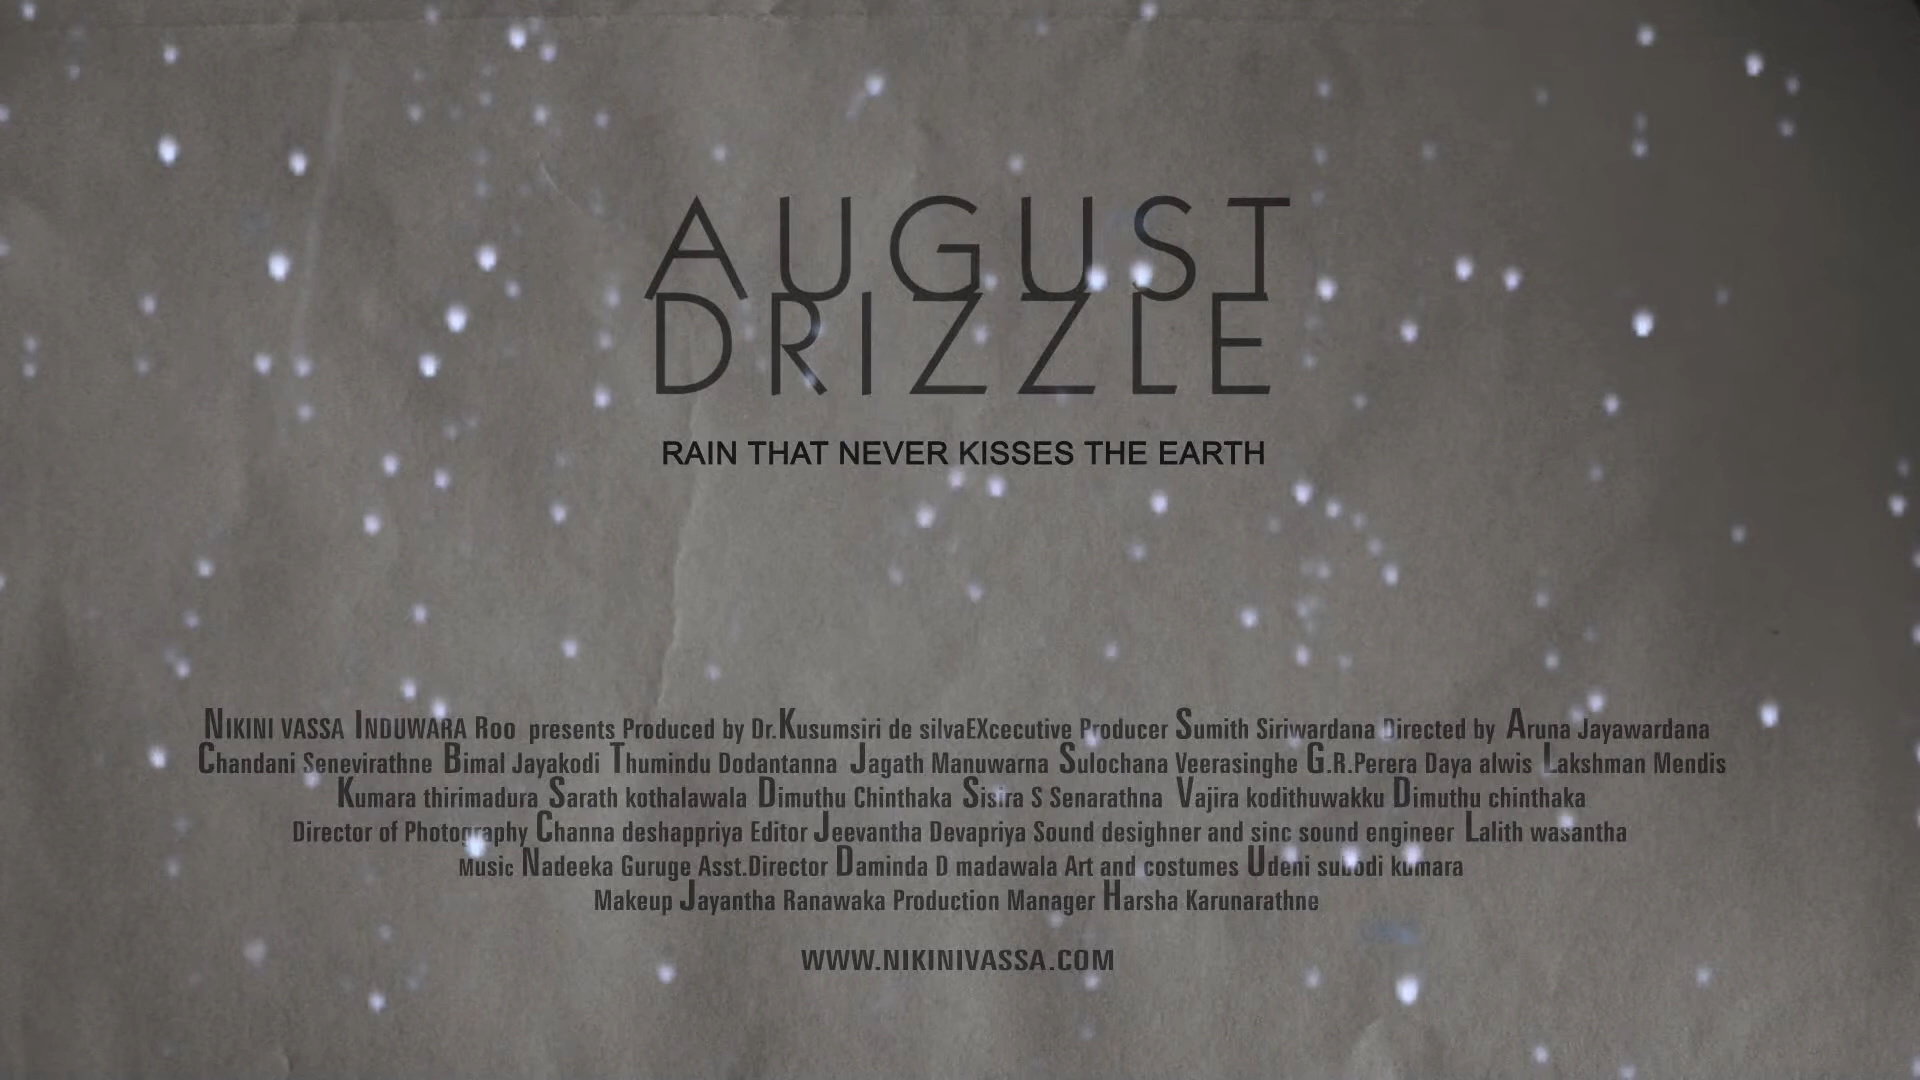 AUGUST
DRIZZLE
RAIN THAT NEVER KISSES THE EARTH
NIKINI VASSA INDUWARA Roo presents Produced by Dr.Kusumsiri de silvaEXcecutive Producer Sumith Siriwardana Directed by Aruna Jayawardana
Chandani Senevirathne Bimal Jayakodi Thumindu Dodantanna Jagath Manuwarna Sulochana Veerasinghe G.R.Perera Daya alwis Lakshman Mendis
Kumara thirimadura Sarath kothalawala Dimuthu Chinthaka Sisira S Senarathna Vajira kodithuwakku Dimuthu chinthaka
Director of Photography Channa deshappriya Editor Jeevantha Devapriya Sound desighner and sinc sound engineer Lalith wasantha
Music Nadeeka Guruge Asst.Director Daminda D madawala Art and costumes Udeni subodi kumara
Makeup Jayantha Ranawaka Production Manager Harsha Karunarathne
WWW.NIKINIVASSA.COM